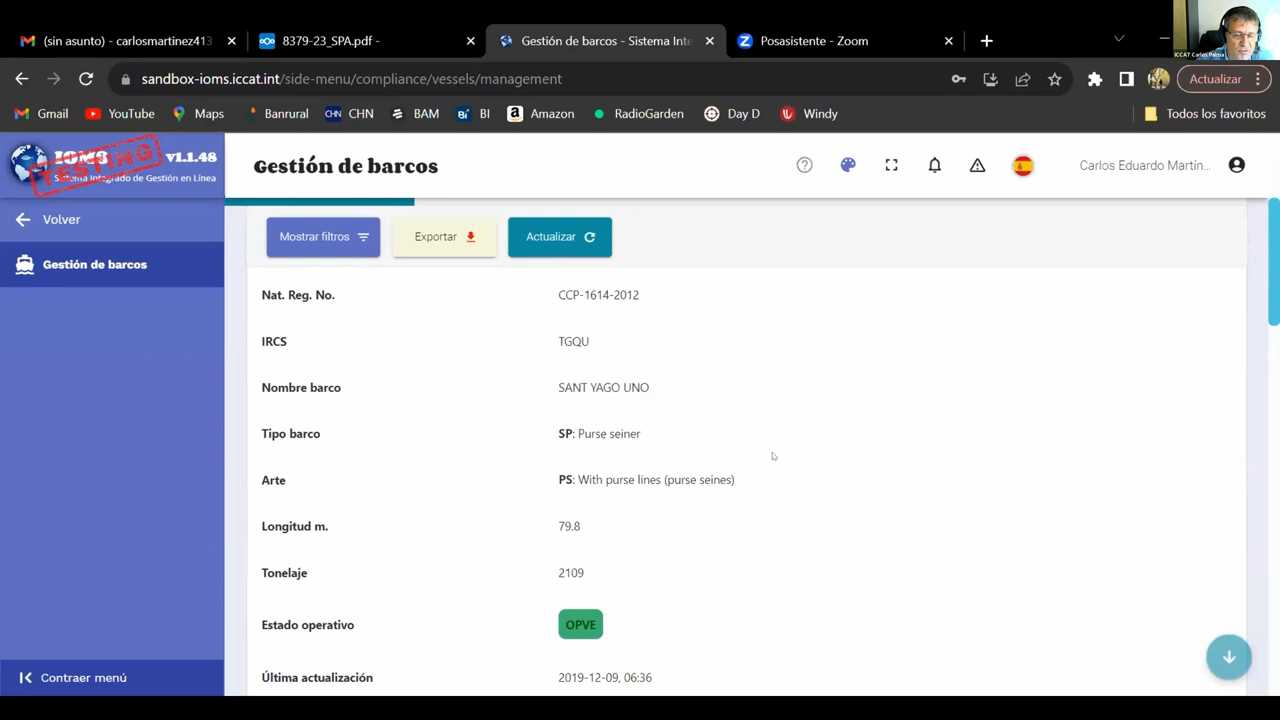 (sin asunto) - carlosmartinez413
8379-23_SPA.pdf -
Gestión de barcos - Sistema Inte
Posasistente - Zoom
ICCAT Carlos Palma
sandbox-ioms.iccat.int/side-menu/compliance/vessels/management
Actualizar
Gmail
YouTube
Maps
Banrural
CHN CHN
BAM
Bi BI
Amazon
RadioGarden
Day D
Windy
Todos los favoritos
IOMS v1.1.48
Sistema Integrado de Gestión en Línea
TESTING
Gestión de barcos
Carlos Eduardo Martín...
Volver
Gestión de barcos
Mostrar filtros
Exportar
Actualizar
Nat. Reg. No. CCP-1614-2012
IRCS TGQU
Nombre barco SANT YAGO UNO
Tipo barco SP: Purse seiner
Arte PS: With purse lines (purse seines)
Longitud m. 79.8
Tonelaje 2109
Estado operativo OPVE
Última actualización 2019-12-09, 06:36
Contraer menú